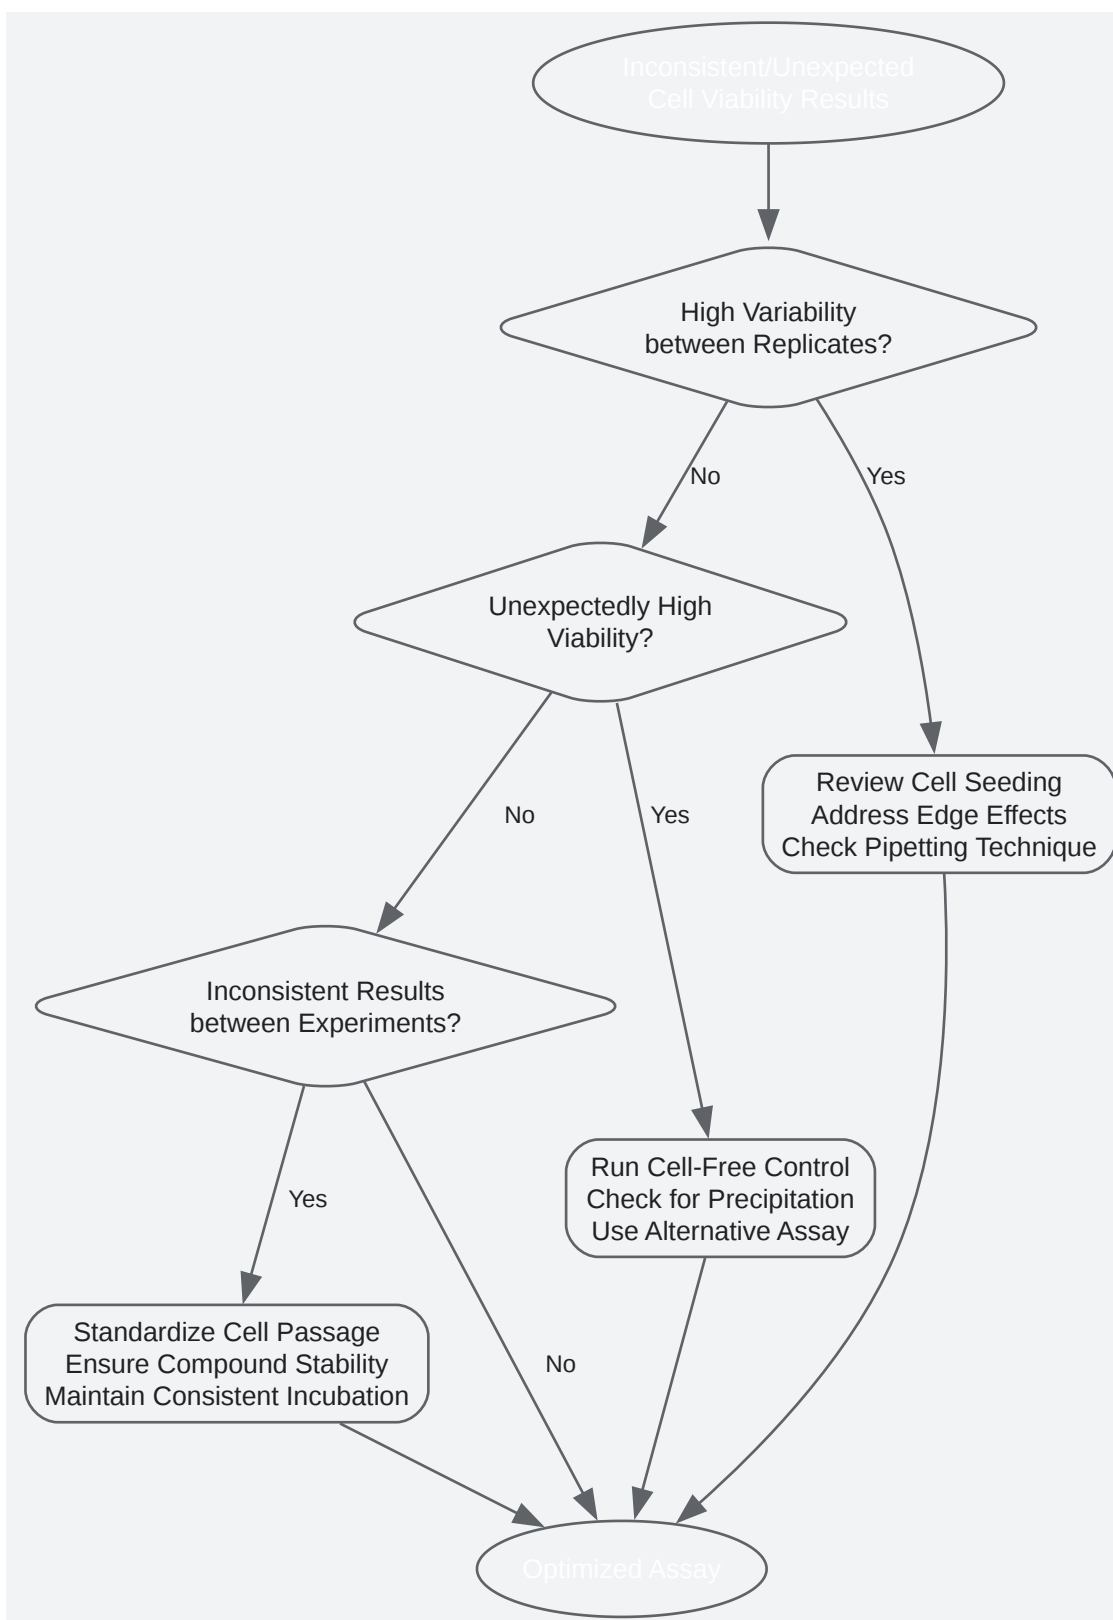 Inconsistent/Unexpected
Cell Viability Results
High Variability
between Replicates?
No
Yes
Unexpectedly High
Viability?
No
Yes
Review Cell Seeding
Address Edge Effects
Check Pipetting Technique
Inconsistent Results
between Experiments?
Yes
No
Run Cell-Free Control
Check for Precipitation
Use Alternative Assay
Standardize Cell Passage
Ensure Compound Stability
Maintain Consistent Incubation
Optimized Assay